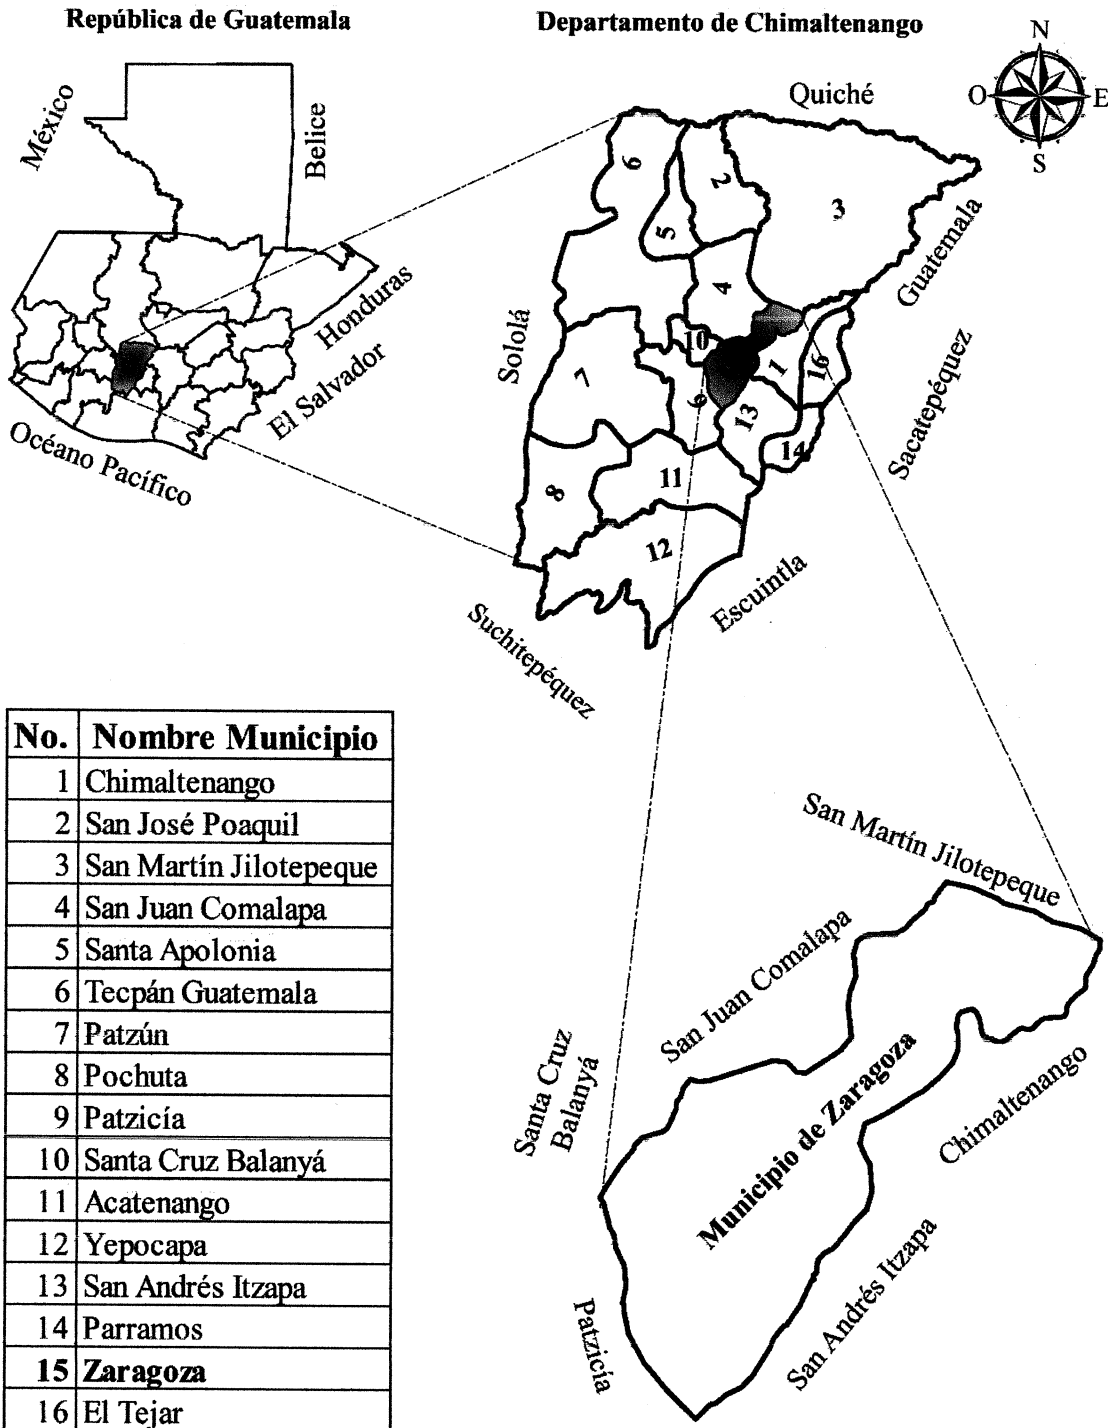 República de Guatemala
Departamento de Chimaltenango
N
O
E
S
México
Belice
Honduras
El Salvador
Océano Pacífico
Quiché
Guatemala
Sololá
Sacatepéquez
Escuintla
Suchitepéquez
6
2
3
5
4
10
7
1
16
9
13
14
8
11
12
No. Nombre Municipio
1 Chimaltenango
2 San José Poaquil
3 San Martín Jilotepeque
4 San Juan Comalapa
5 Santa Apolonia
6 Tecpán Guatemala
7 Patzún
8 Pochuta
9 Patzicía
10 Santa Cruz Balanyá
11 Acatenango
12 Yepocapa
13 San Andrés Itzapa
14 Parramos
15 Zaragoza
16 El Tejar
San Martín Jilotepeque
San Juan Comalapa
Santa Cruz
Balanyá
Municipio de Zaragoza
Chimaltenango
San Andrés Itzapa
Patzicía